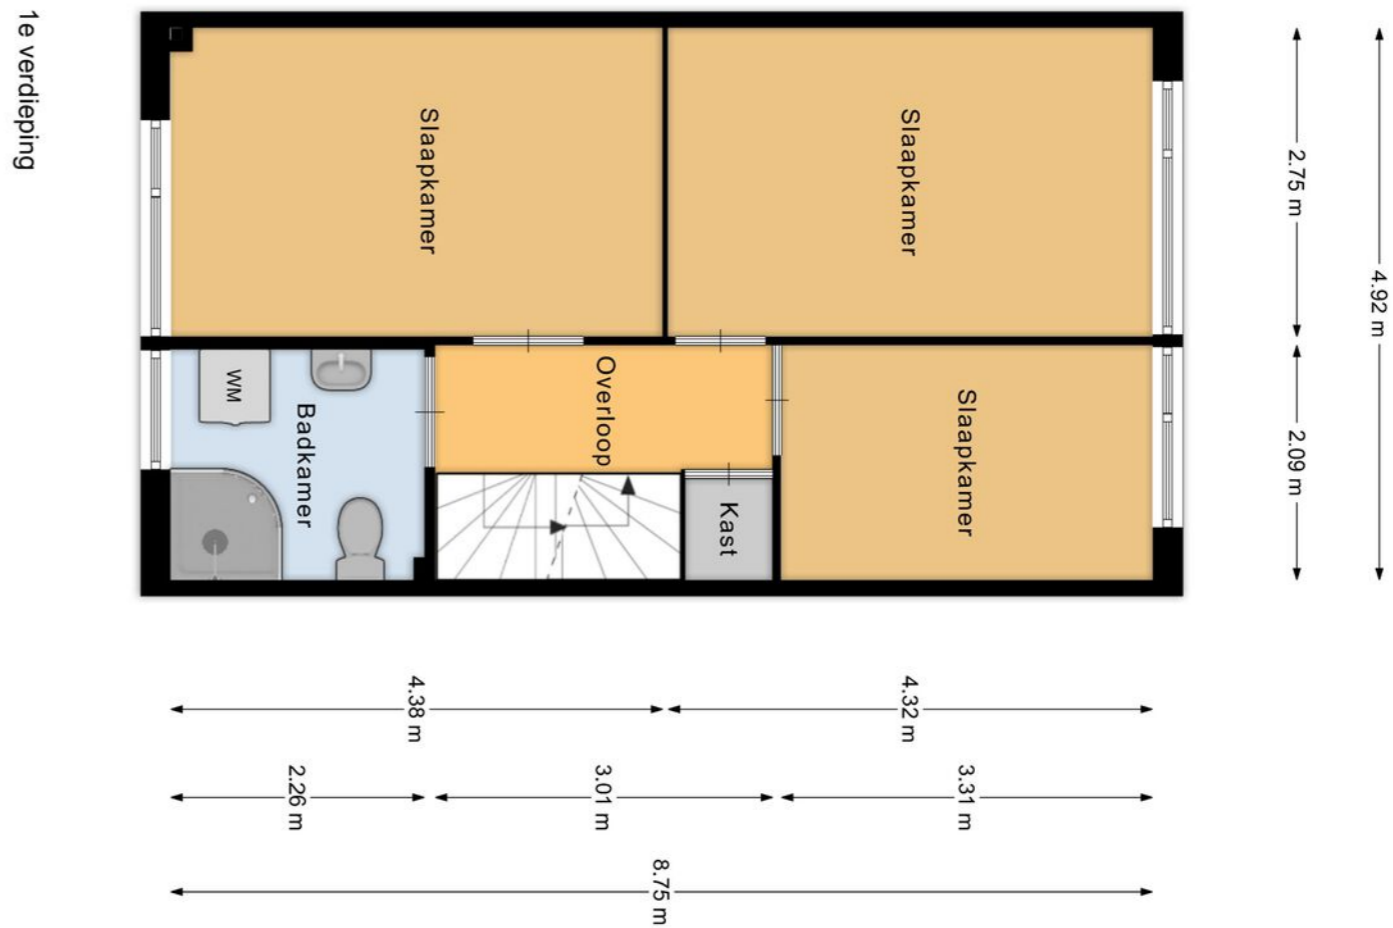 1e verdieping
Slaapkamer
Slaapkamer
2.75 m
4.92 m
WM
Badkamer
Overloop
Kast
Slaapkamer
2.09 m
4.38 m
4.32 m
2.26 m
3.01 m
3.31 m
8.75 m